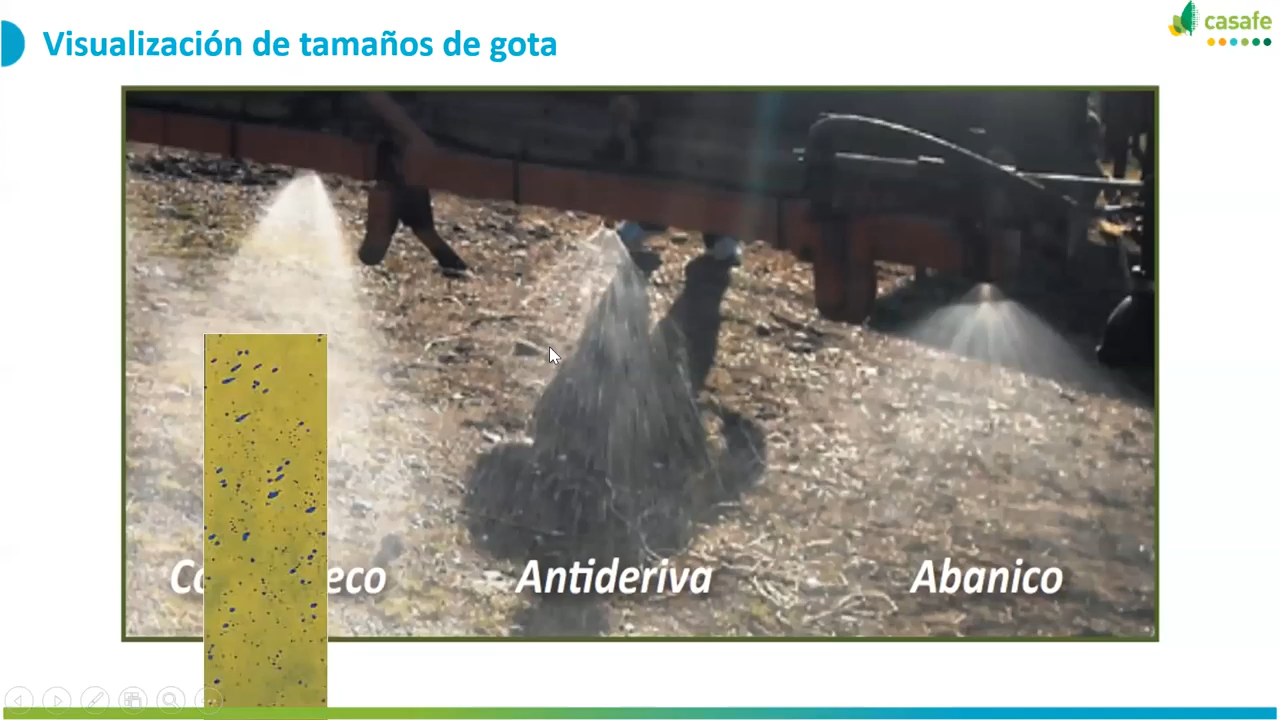 Visualización de tamaños de gota
casafe
Antideriva
Abanico